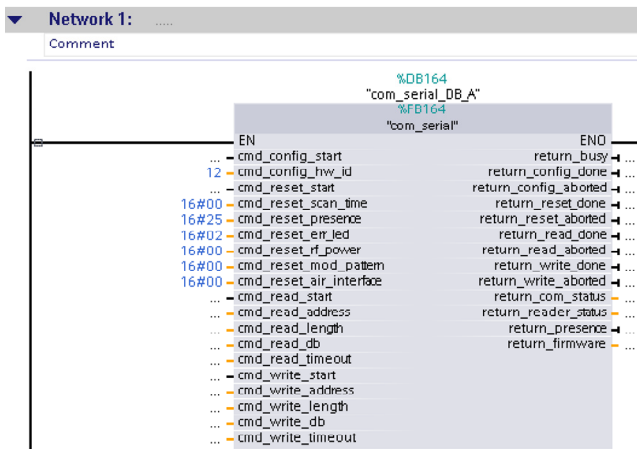 Network 1: .....
Comment
%DB164
"com_serial_DB_A"
%FB164
"com_serial"
EN ENO
... cmd_config_start return_busy ...
12 cmd_config_hw_id return_config_done ...
... cmd_reset_start return_config_aborted ...
16#00 cmd_reset_scan_time return_reset_done ...
16#25 cmd_reset_presence return_reset_aborted ...
16#02 cmd_reset_err_led return_read_done ...
16#00 cmd_reset_rf_power return_read_aborted ...
16#00 cmd_reset_mod_pattern return_write_done ...
16#00 cmd_reset_air_interface return_write_aborted ...
... cmd_read_start return_com_status ...
... cmd_read_address return_reader_status ...
... cmd_read_length return_presence ...
... cmd_read_db return_firmware ...
... cmd_read_timeout
... cmd_write_start
... cmd_write_address
... cmd_write_length
... cmd_write_db
... cmd_write_timeout